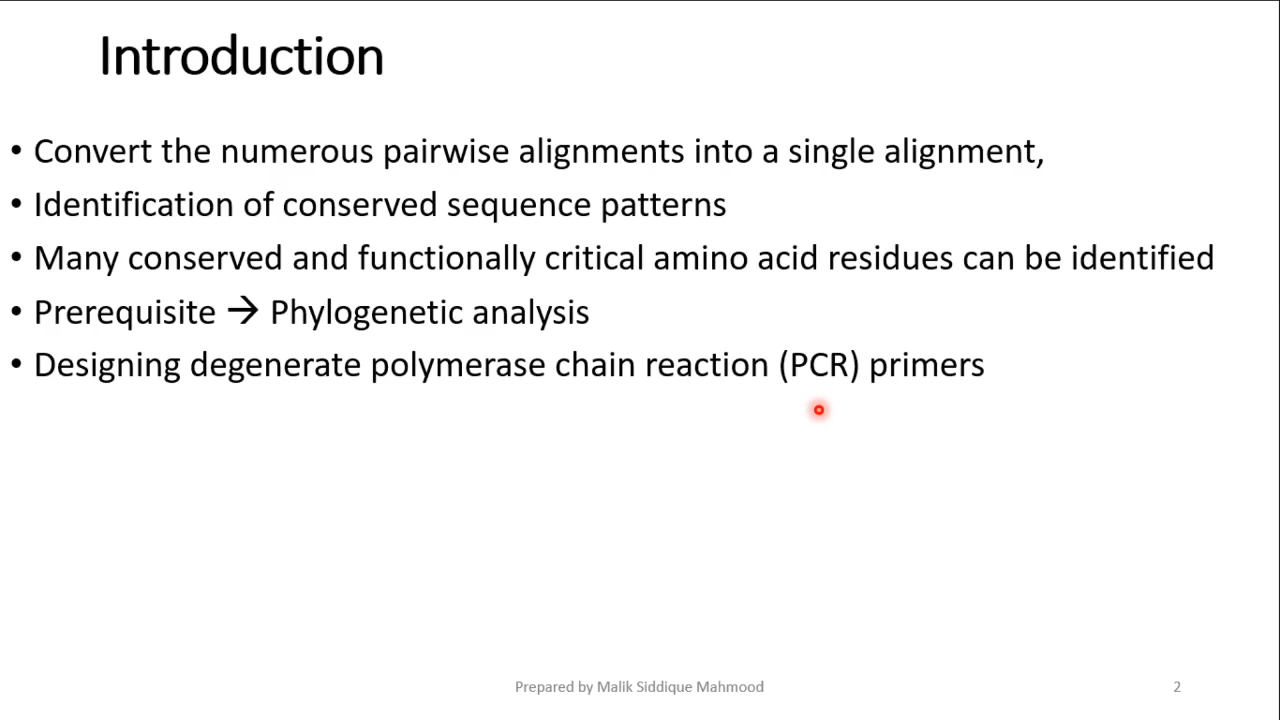 Introduction
• Convert the numerous pairwise alignments into a single alignment,
• Identification of conserved sequence patterns
• Many conserved and functionally critical amino acid residues can be identified
• Prerequisite → Phylogenetic analysis
• Designing degenerate polymerase chain reaction (PCR) primers
Prepared by Malik Siddique Mahmood
2